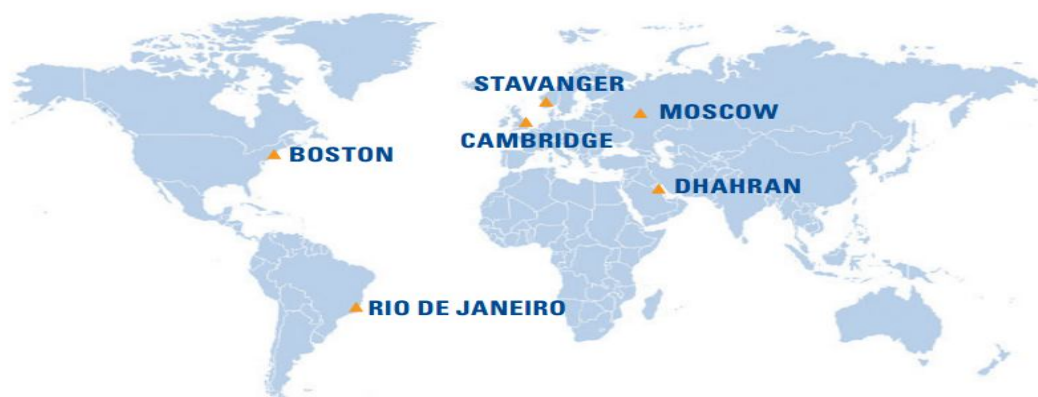 STAVANGER
MOSCOW
CAMBRIDGE
BOSTON
DHAHRAN
RIO DE JANEIRO